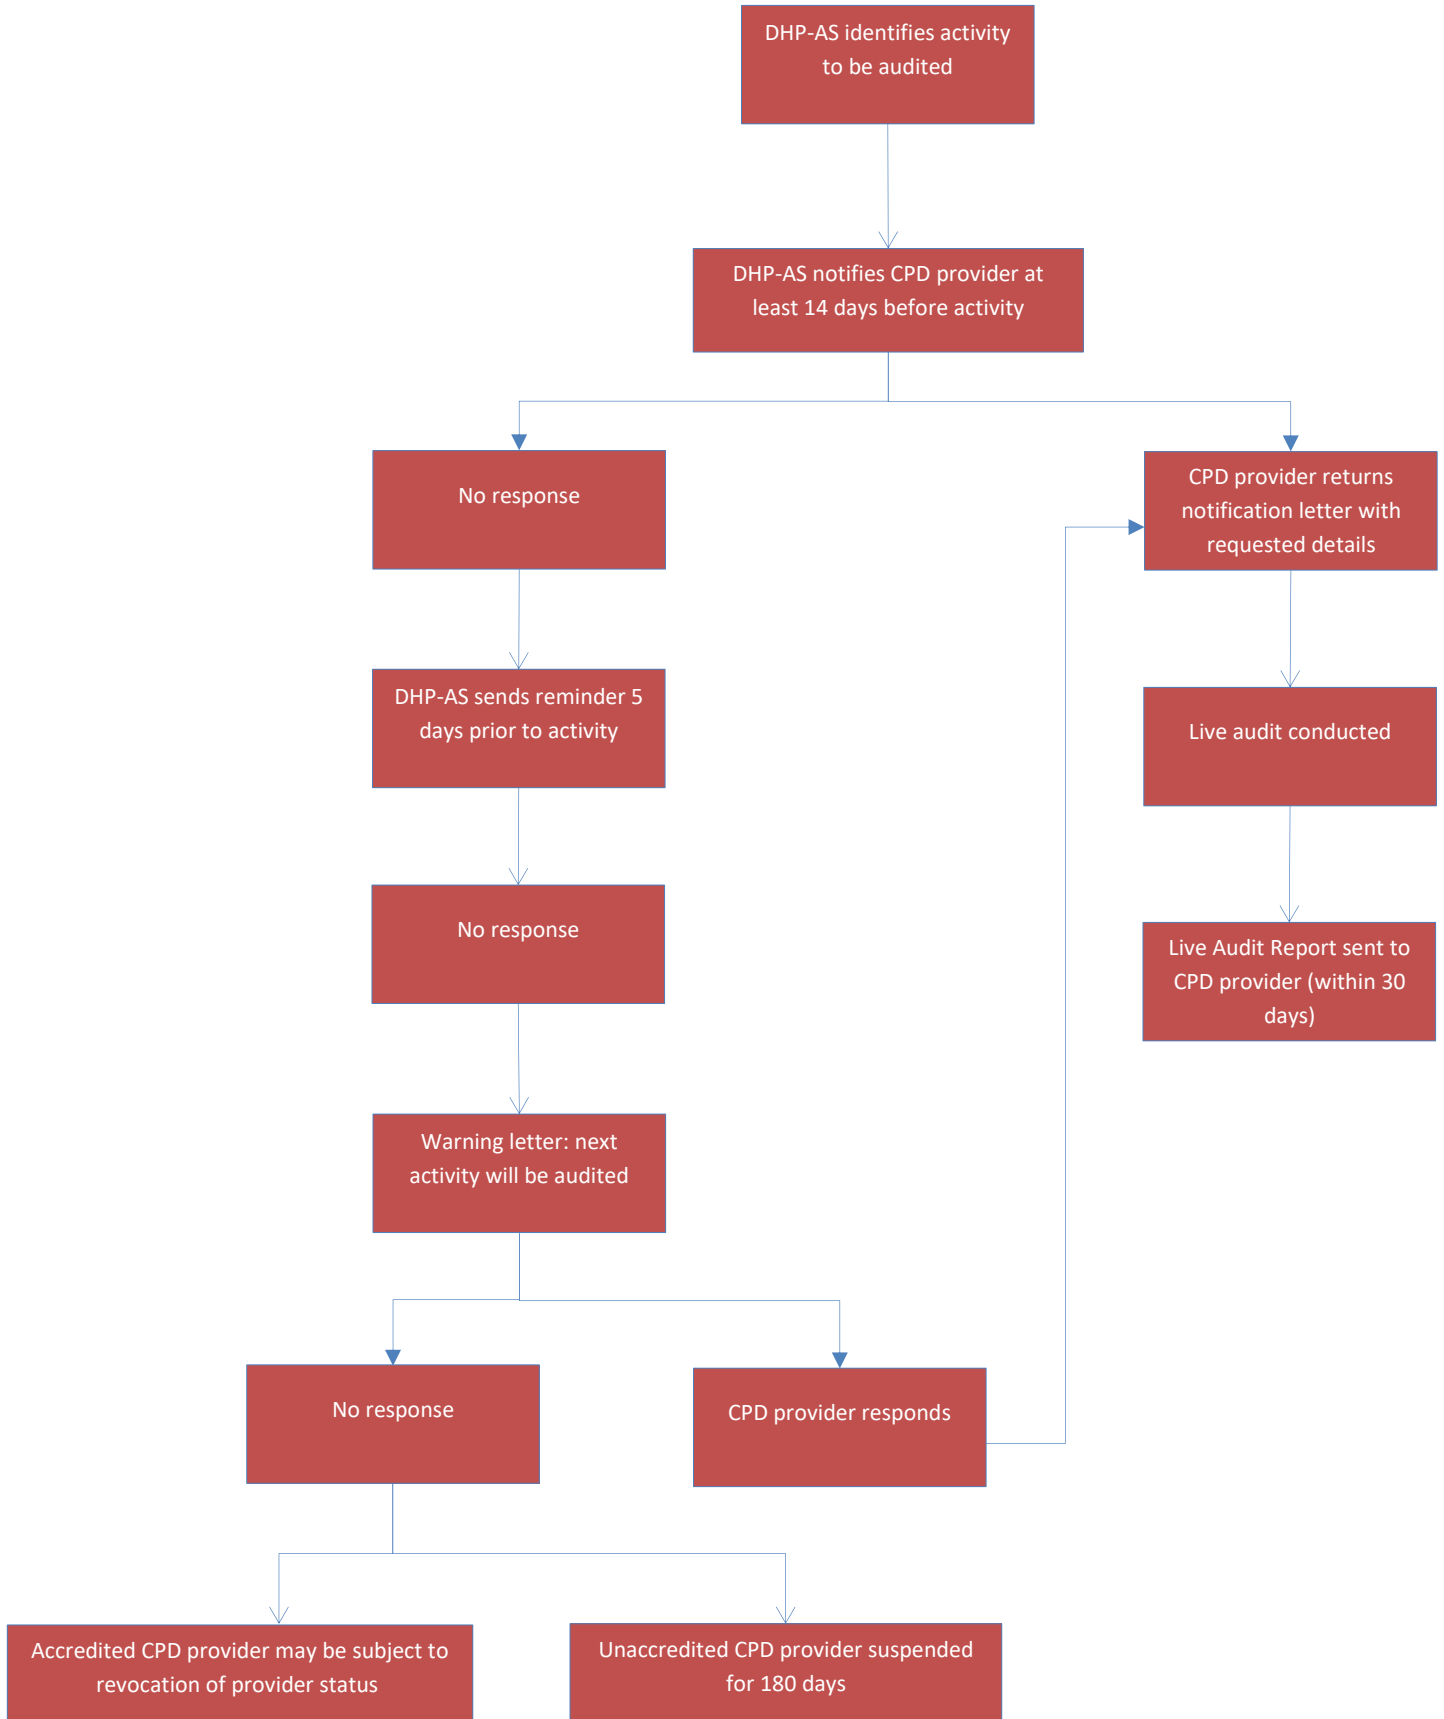 DHP-AS identifies activity
to be audited
DHP-AS notifies CPD provider at
least 14 days before activity
No response
CPD provider returns
notification letter with
requested details
DHP-AS sends reminder 5
days prior to activity
Live audit conducted
No response
Live Audit Report sent to
CPD provider (within 30
days)
Warning letter: next
activity will be audited
No response
CPD provider responds
Accredited CPD provider may be subject to
revocation of provider status
Unaccredited CPD provider suspended
for 180 days